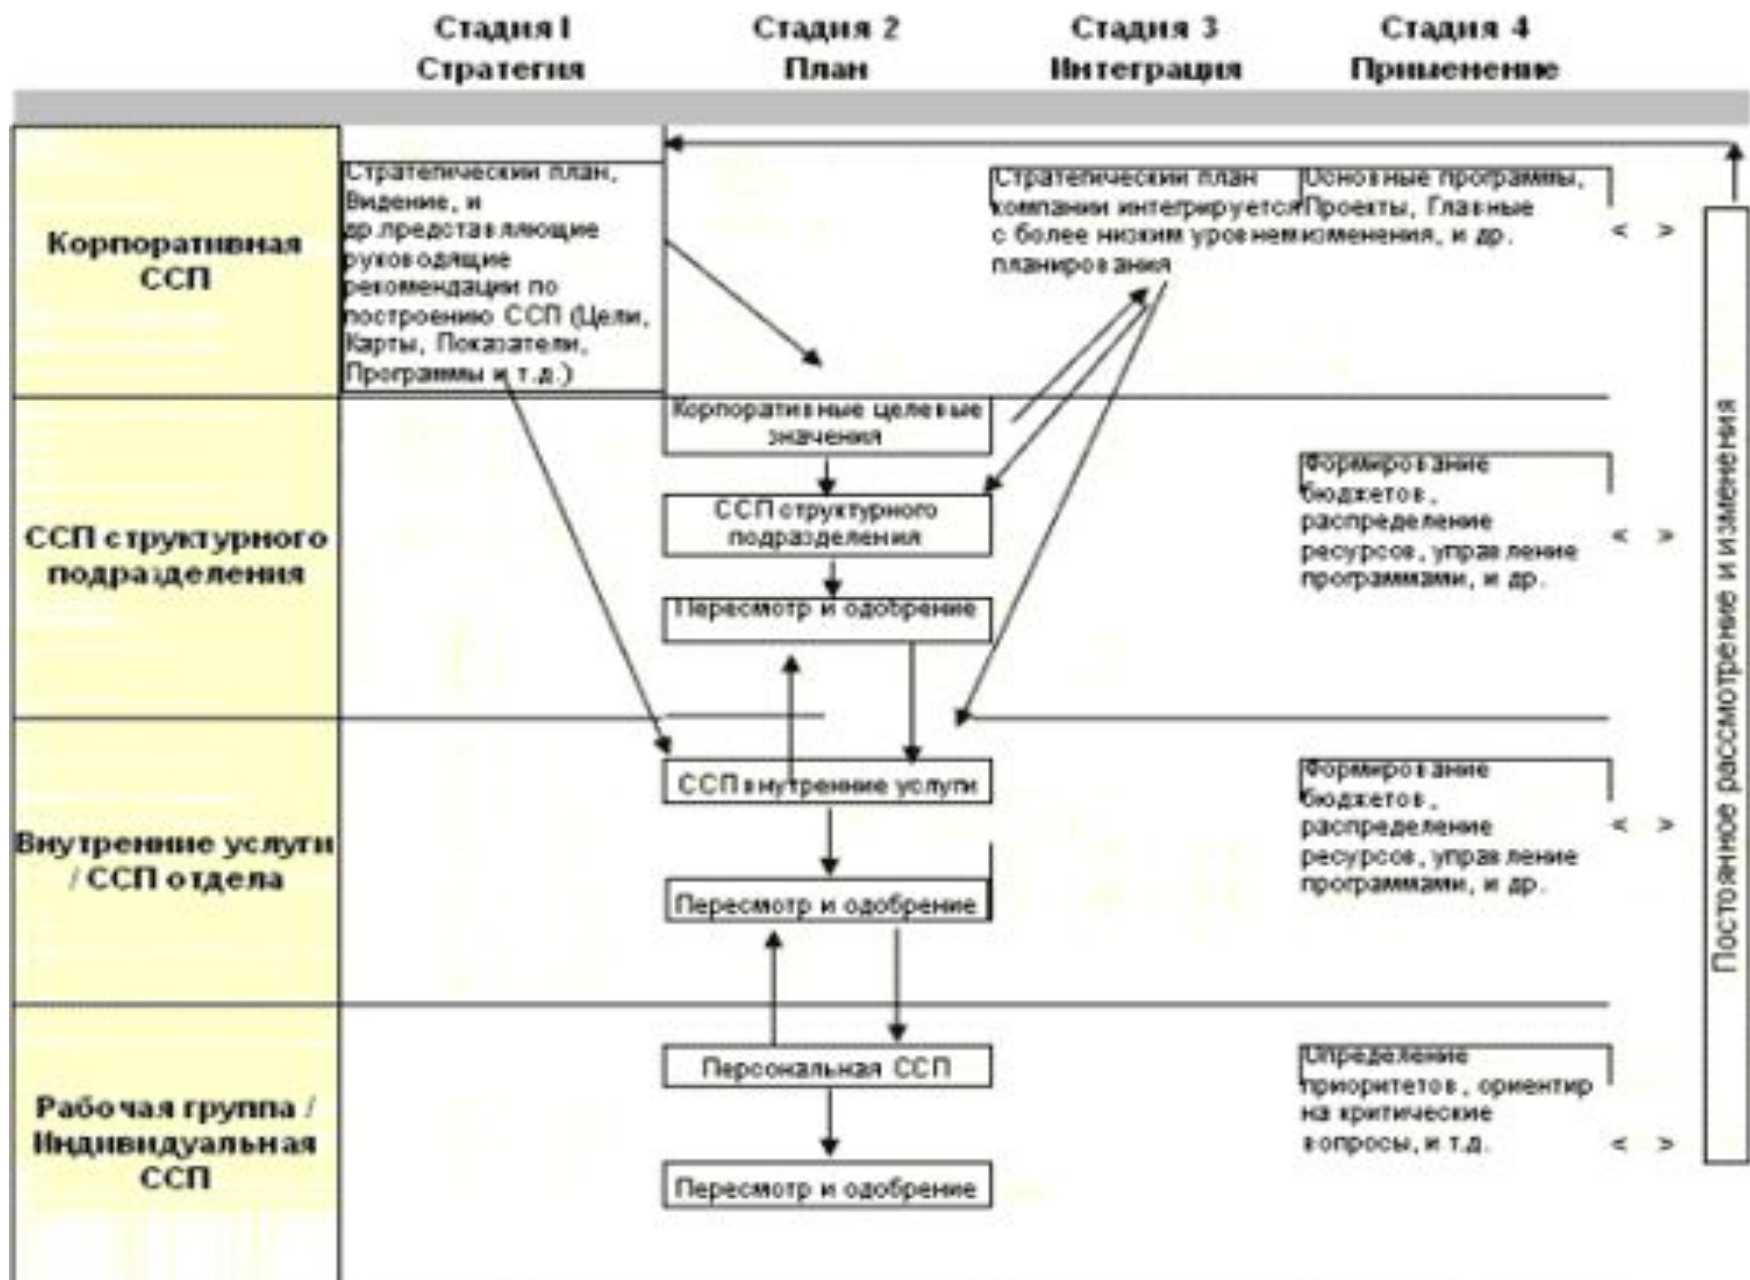 Стадия I
Стратегия
Стадия 2
План
Стадия 3
Интеграция
Стадия 4
Применение
Корпоративная
ССП
Стратегический план,
Видение, и
др.представляющие
руководящие
рекомендации по
построению ССП (Цели,
Карты, Показатели,
Программы и т.д.)
Стратегический план
компании интегрируется
с более низким уровнем
планирования
Основные программы,
Проекты, Главные
изменения, и др.
< >
Корпоративные целевые
значения
ССП структурного
подразделения
ССП структурного
подразделения
Пересмотр и одобрение
Формирование
бюджетов,
распределение
ресурсов, управление
программами, и др.
< >
Внутренние услуги
/ ССП отдела
ССП внутренние услуги
Пересмотр и одобрение
Формирование
бюджетов,
распределение
ресурсов, управление
программами, и др.
< >
Рабочая группа /
Индивидуальная
ССП
Персональная ССП
Пересмотр и одобрение
Определение
приоритетов, ориентир
на критические
вопросы, и т.д.
< >
Постоянное рассмотрение и изменения